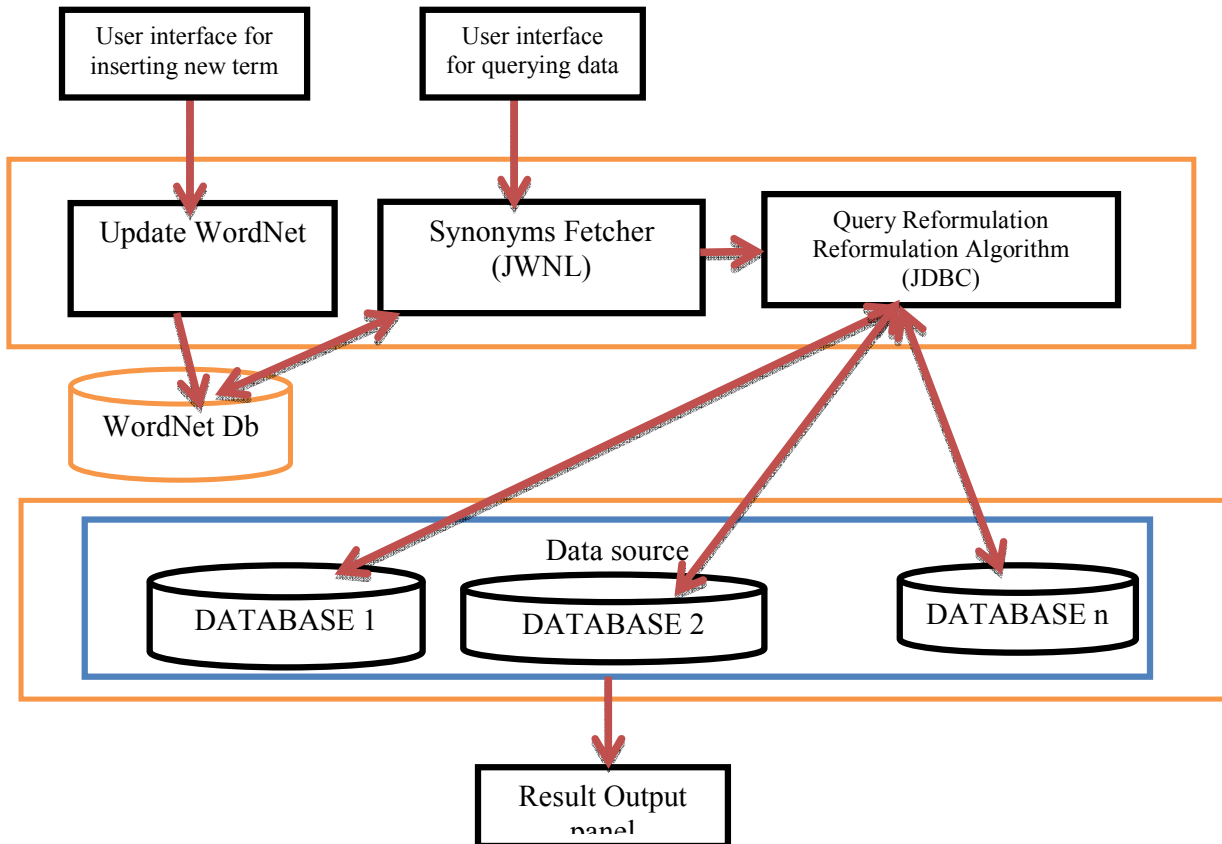 User interface for
inserting new term
User interface
for querying data
Update WordNet
Synonyms Fetcher
(JWNL)
Query Reformulation
Reformulation Algorithm
(JDBC)
WordNet Db
Data source
DATABASE 1
DATABASE 2
DATABASE n
Result Output
panel